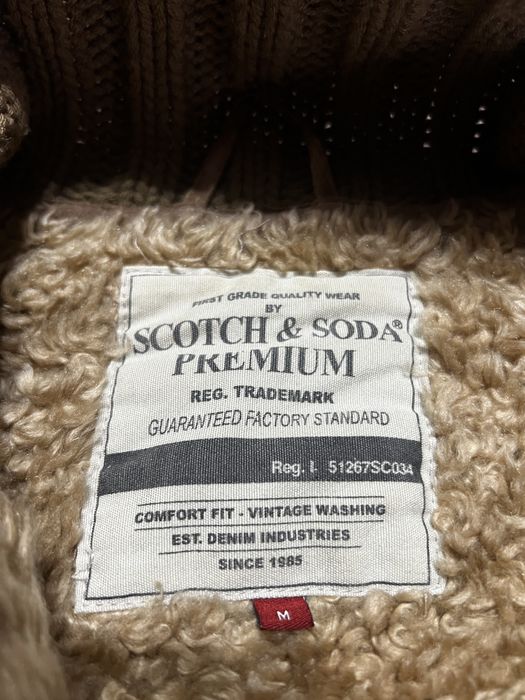 FIRST GRADE QUALITY WEAR
BY
SCOTCH & SODA®
PREMIUM
REG. TRADEMARK
GUARANTEED FACTORY STANDARD
Reg. I- 51267SC034
COMFORT FIT - VINTAGE WASHING
EST. DENIM INDUSTRIES
SINCE 1985
M